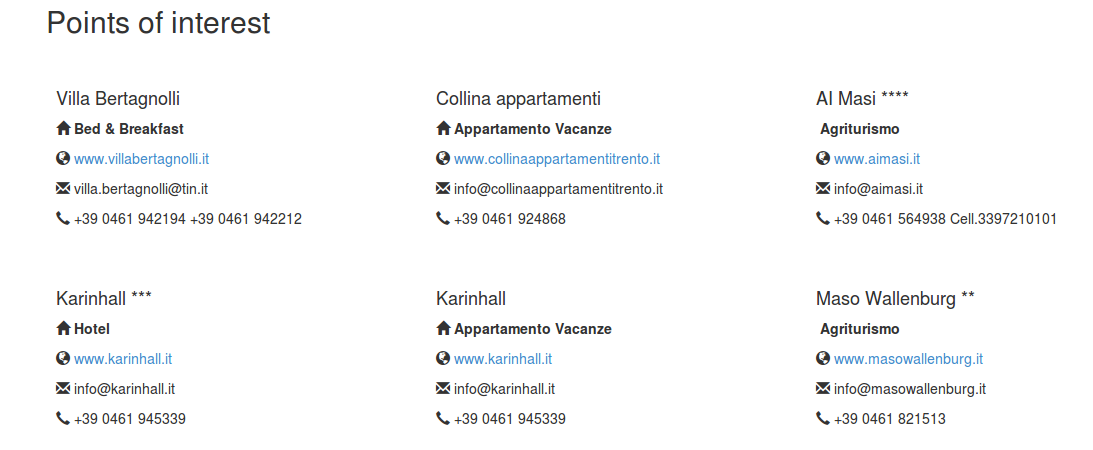 Points of interest
Villa Bertagnolli
Bed & Breakfast
www.villabertagnolli.it
villa.bertagnolli@tin.it
+39 0461 942194 +39 0461 942212
Collina appartamenti
Appartamento Vacanze
www.collinaappartamentitrento.it
info@collinaappartamentitrento.it
+39 0461 924868
AI Masi ****
Agriturismo
www.aimasi.it
info@aimasi.it
+39 0461 564938 Cell.3397210101
Karinhall ***
Hotel
www.karinhall.it
info@karinhall.it
+39 0461 945339
Karinhall
Appartamento Vacanze
www.karinhall.it
info@karinhall.it
+39 0461 945339
Maso Wallenburg **
Agriturismo
www.masowallenburg.it
info@masowallenburg.it
+39 0461 821513